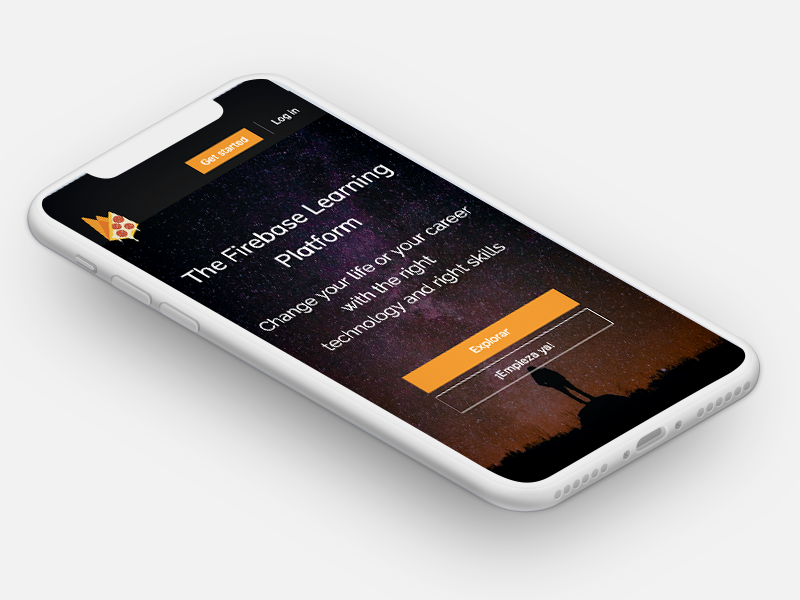 Get started
Log in
The Firebase Learning
Platform
Change your life or your career
with the right
technology and right skills
Explorar
¡Empieza ya!